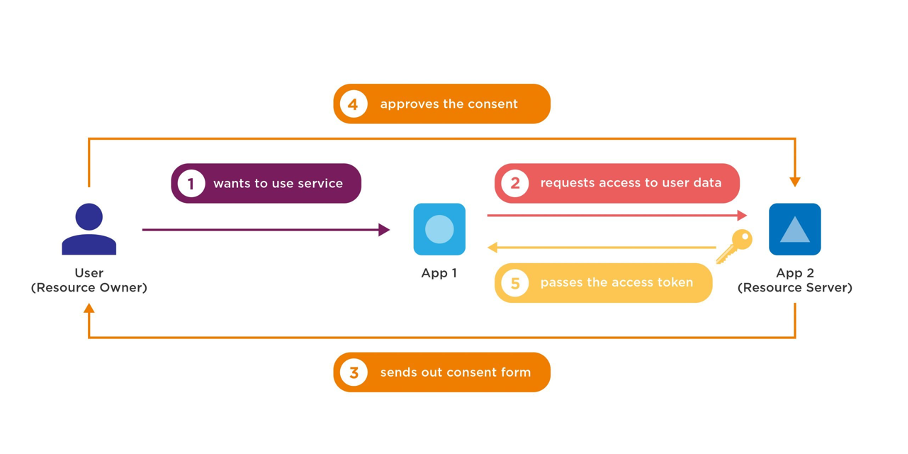 4 approves the consent
1 wants to use service
2 requests access to user data
User
(Resource Owner)
App 1
App 2
(Resource Server)
5 passes the access token
3 sends out consent form